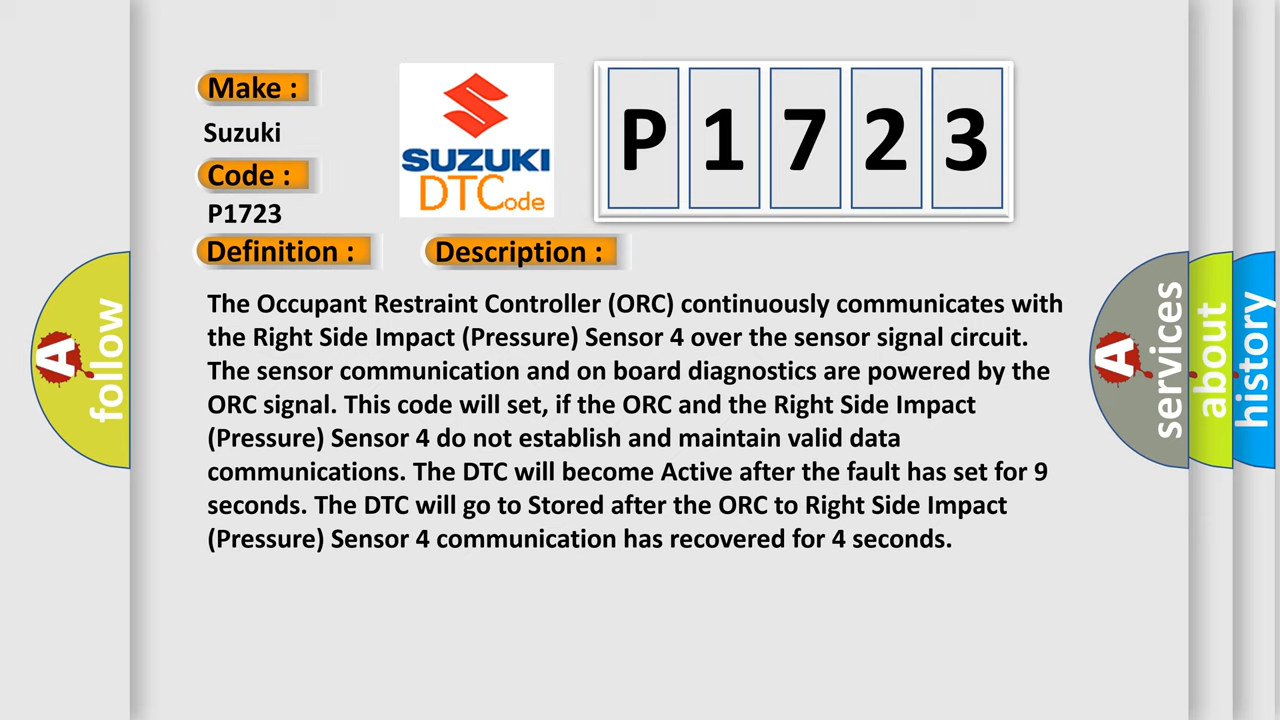 Make :
Suzuki
Code :
P1723
SUZUKI
DTCode
P1723
Definition :
Description :
The Occupant Restraint Controller (ORC) continuously communicates with
the Right Side Impact (Pressure) Sensor 4 over the sensor signal circuit.
The sensor communication and on board diagnostics are powered by the
ORC signal. This code will set, if the ORC and the Right Side Impact
(Pressure) Sensor 4 do not establish and maintain valid data
communications. The DTC will become Active after the fault has set for 9
seconds. The DTC will go to Stored after the ORC to Right Side Impact
(Pressure) Sensor 4 communication has recovered for 4 seconds.
A
follow
A
services
about
history